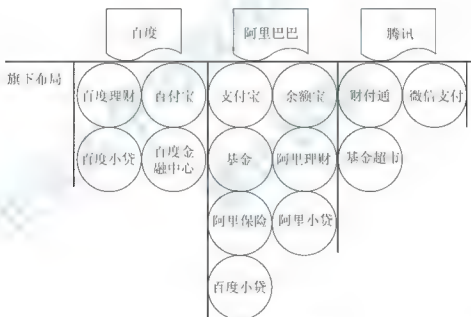 百度
阿里巴巴
腾讯
旗下布局
百度理财
百付宝
支付宝
余额宝
财付通
微信支付
百度小贷
百度金
融中心
基金
阿里理财
基金超市
阿里保险
阿里小贷
百度小贷